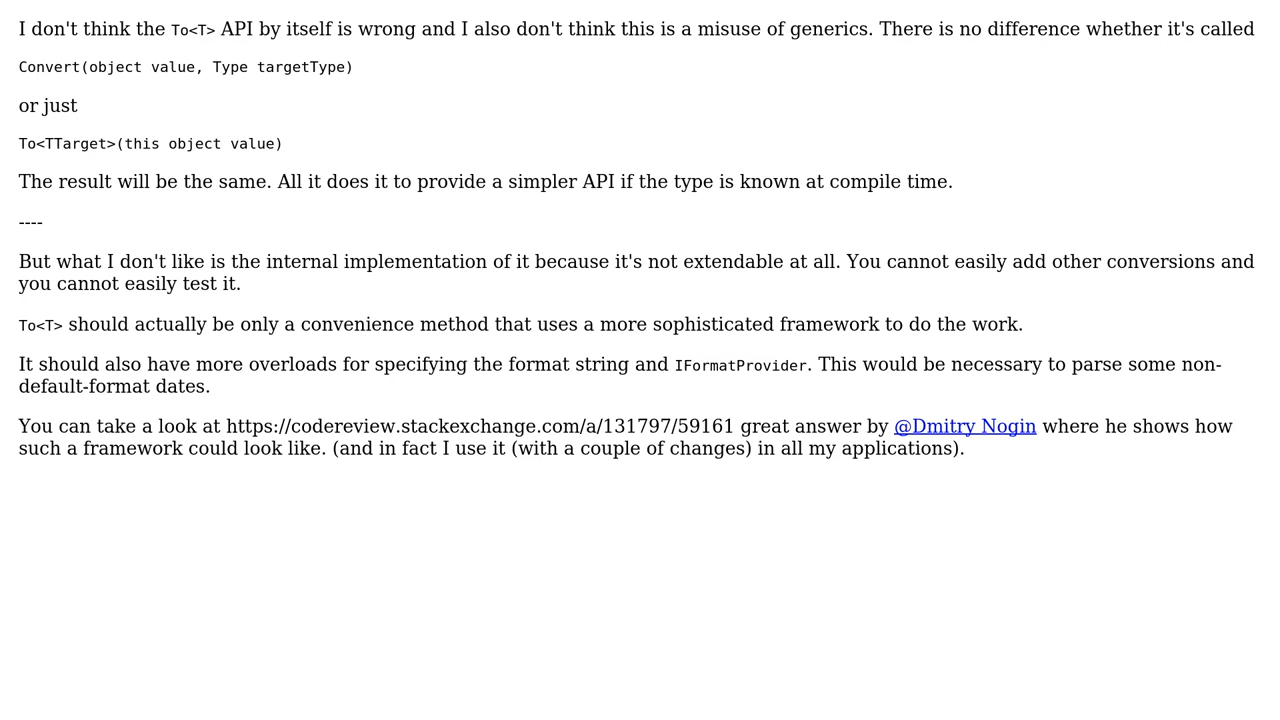 I don't think the To<T> API by itself is wrong and I also don't think this is a misuse of generics. There is no difference whether it's called
Convert(object value, Type targetType)
or just
To<TTarget>(this object value)
The result will be the same. All it does it to provide a simpler API if the type is known at compile time.
----
But what I don't like is the internal implementation of it because it's not extendable at all. You cannot easily add other conversions and
you cannot easily test it.
To<T> should actually be only a convenience method that uses a more sophisticated framework to do the work.
It should also have more overloads for specifying the format string and IFormatProvider. This would be necessary to parse some non-
default-format dates.
You can take a look at https://codereview.stackexchange.com/a/131797/59161 great answer by @Dmitry Nogin where he shows how
such a framework could look like. (and in fact I use it (with a couple of changes) in all my applications).